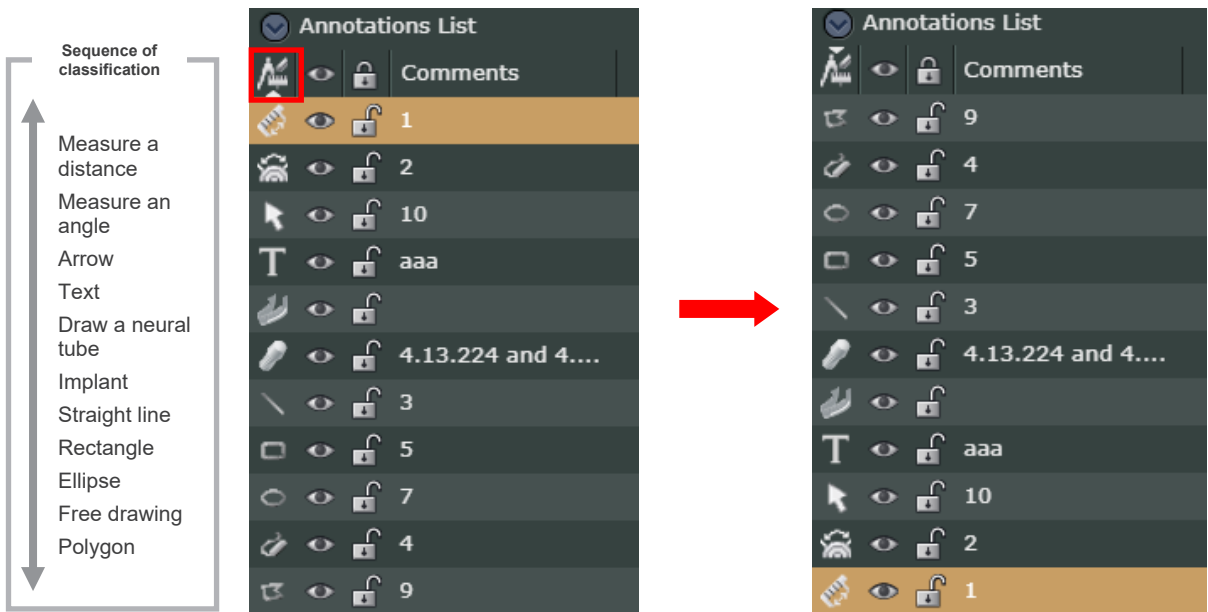 Sequence of
classification
Measure a
distance
Measure an
angle
Arrow
Text
Draw a neural
tube
Implant
Straight line
Rectangle
Ellipse
Free drawing
Polygon
Annotations List
Comments
1
2
10
T aaa
4.13.224 and 4....
3
5
7
4
9
Annotations List
Comments
9
4
7
5
3
4.13.224 and 4....
T aaa
10
2
1